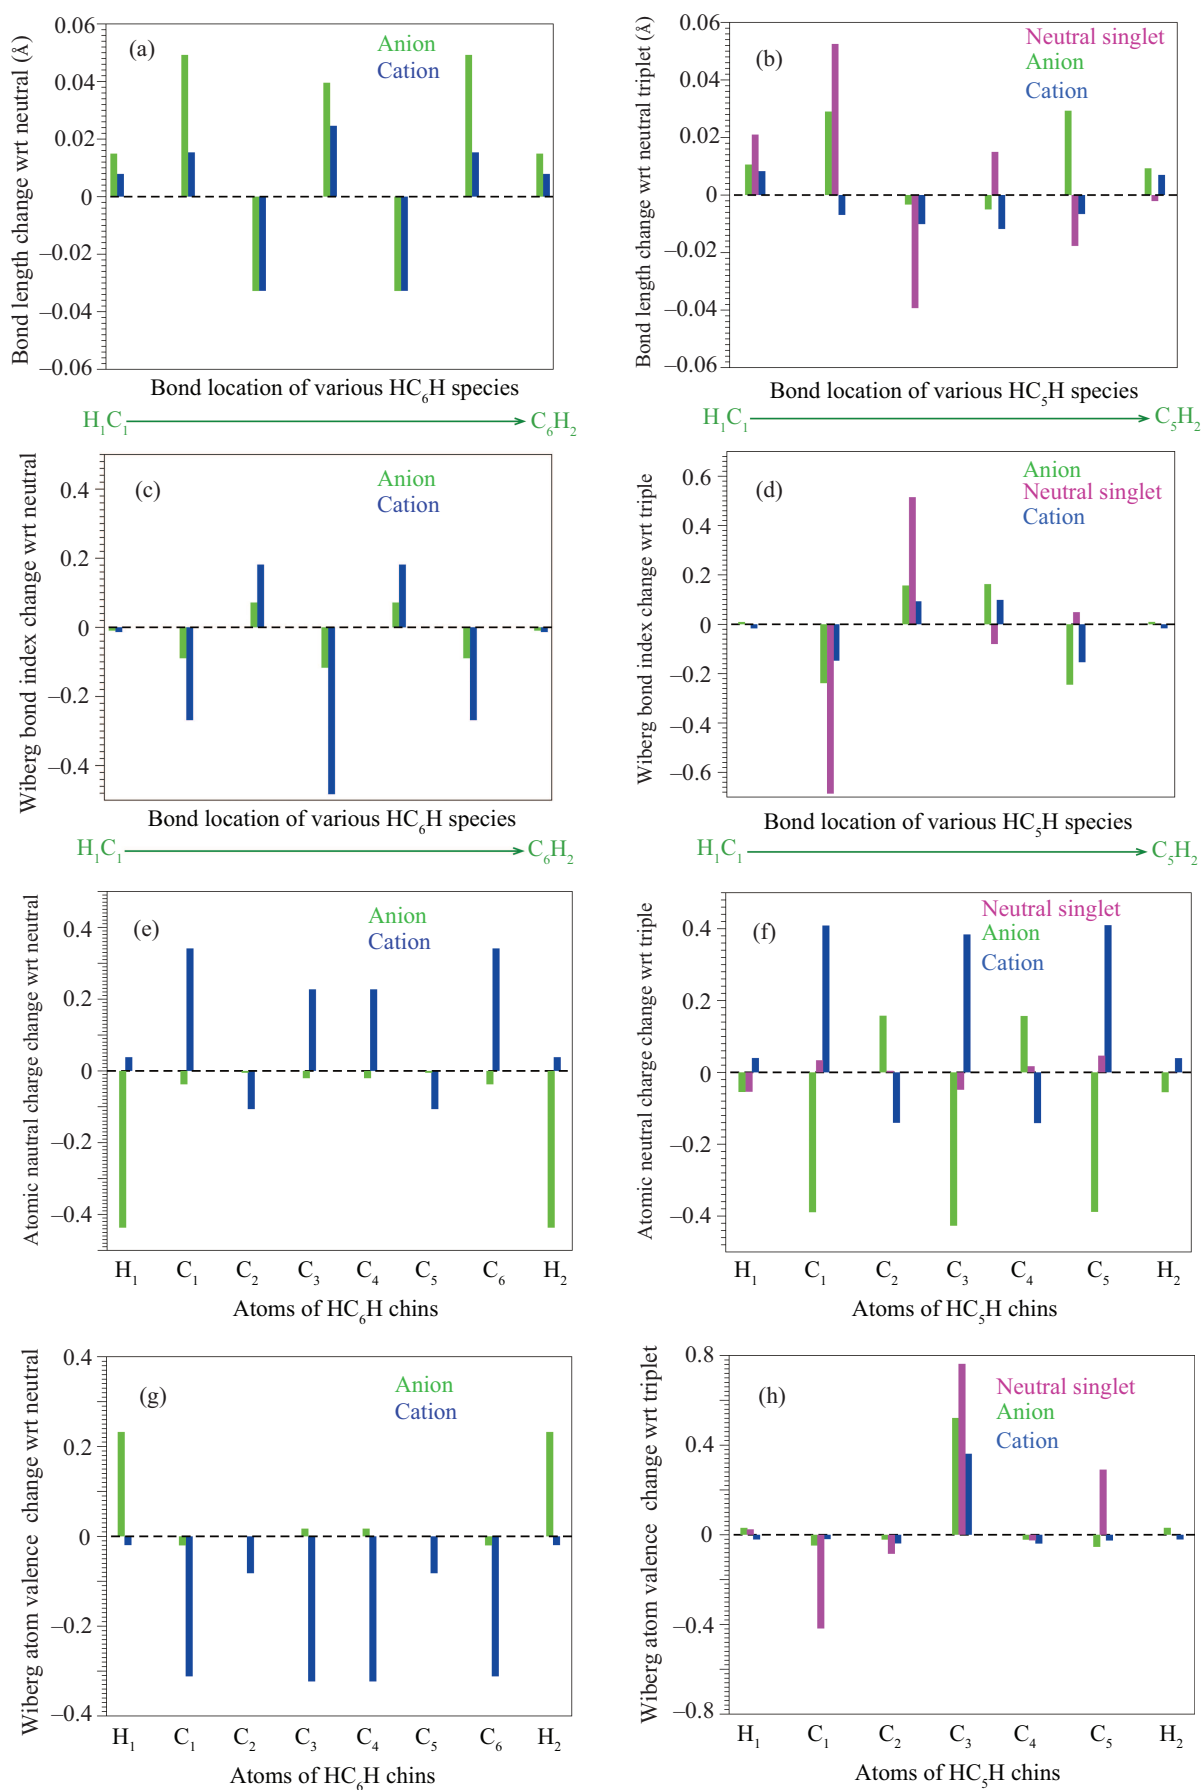 Bond length change wrt neutral (Å)
0.06
0.04
0.02
0
–0.02
–0.04
–0.06
(a)
Anion
Cation
Bond location of various HC₆H species
H₁C₁
C₆H₂
Bond length change wrt neutral triplet (Å)
0.06
0.04
0.02
0
–0.02
–0.04
–0.06
(b)
Neutral singlet
Anion
Cation
Bond location of various HC₅H species
H₁C₁
C₅H₂
Wiberg bond index change wrt neutral
0.4
0.2
0
–0.2
–0.4
(c)
Anion
Cation
Bond location of various HC₆H species
H₁C₁
C₆H₂
Wiberg bond index change wrt triple
0.6
0.4
0.2
0
–0.2
–0.4
–0.6
(d)
Anion
Neutral singlet
Cation
Bond location of various HC₅H species
H₁C₁
C₅H₂
Atomic nautral charge change wrt neutral
0.4
0.2
0
–0.2
–0.4
(e)
Anion
Cation
H₁ C₁ C₂ C₃ C₄ C₅ C₆ H₂
Atoms of HC₆H chins
Atomic neutral charge change wrt triple
0.4
0.2
0
–0.2
–0.4
(f)
Neutral singlet
Anion
Cation
H₁ C₁ C₂ C₃ C₄ C₅ H₂
Atoms of HC₅H chins
Wiberg atom valence change wrt neutral
0.4
0.2
0
–0.2
–0.4
(g)
Anion
Cation
H₁ C₁ C₂ C₃ C₄ C₅ C₆ H₂
Atoms of HC₆H chins
Wiberg atom valence change wrt triplet
0.8
0.4
0
–0.4
–0.8
(h)
Neutral singlet
Anion
Cation
H₁ C₁ C₂ C₃ C₄ C₅ H₂
Atoms of HC₅H chins